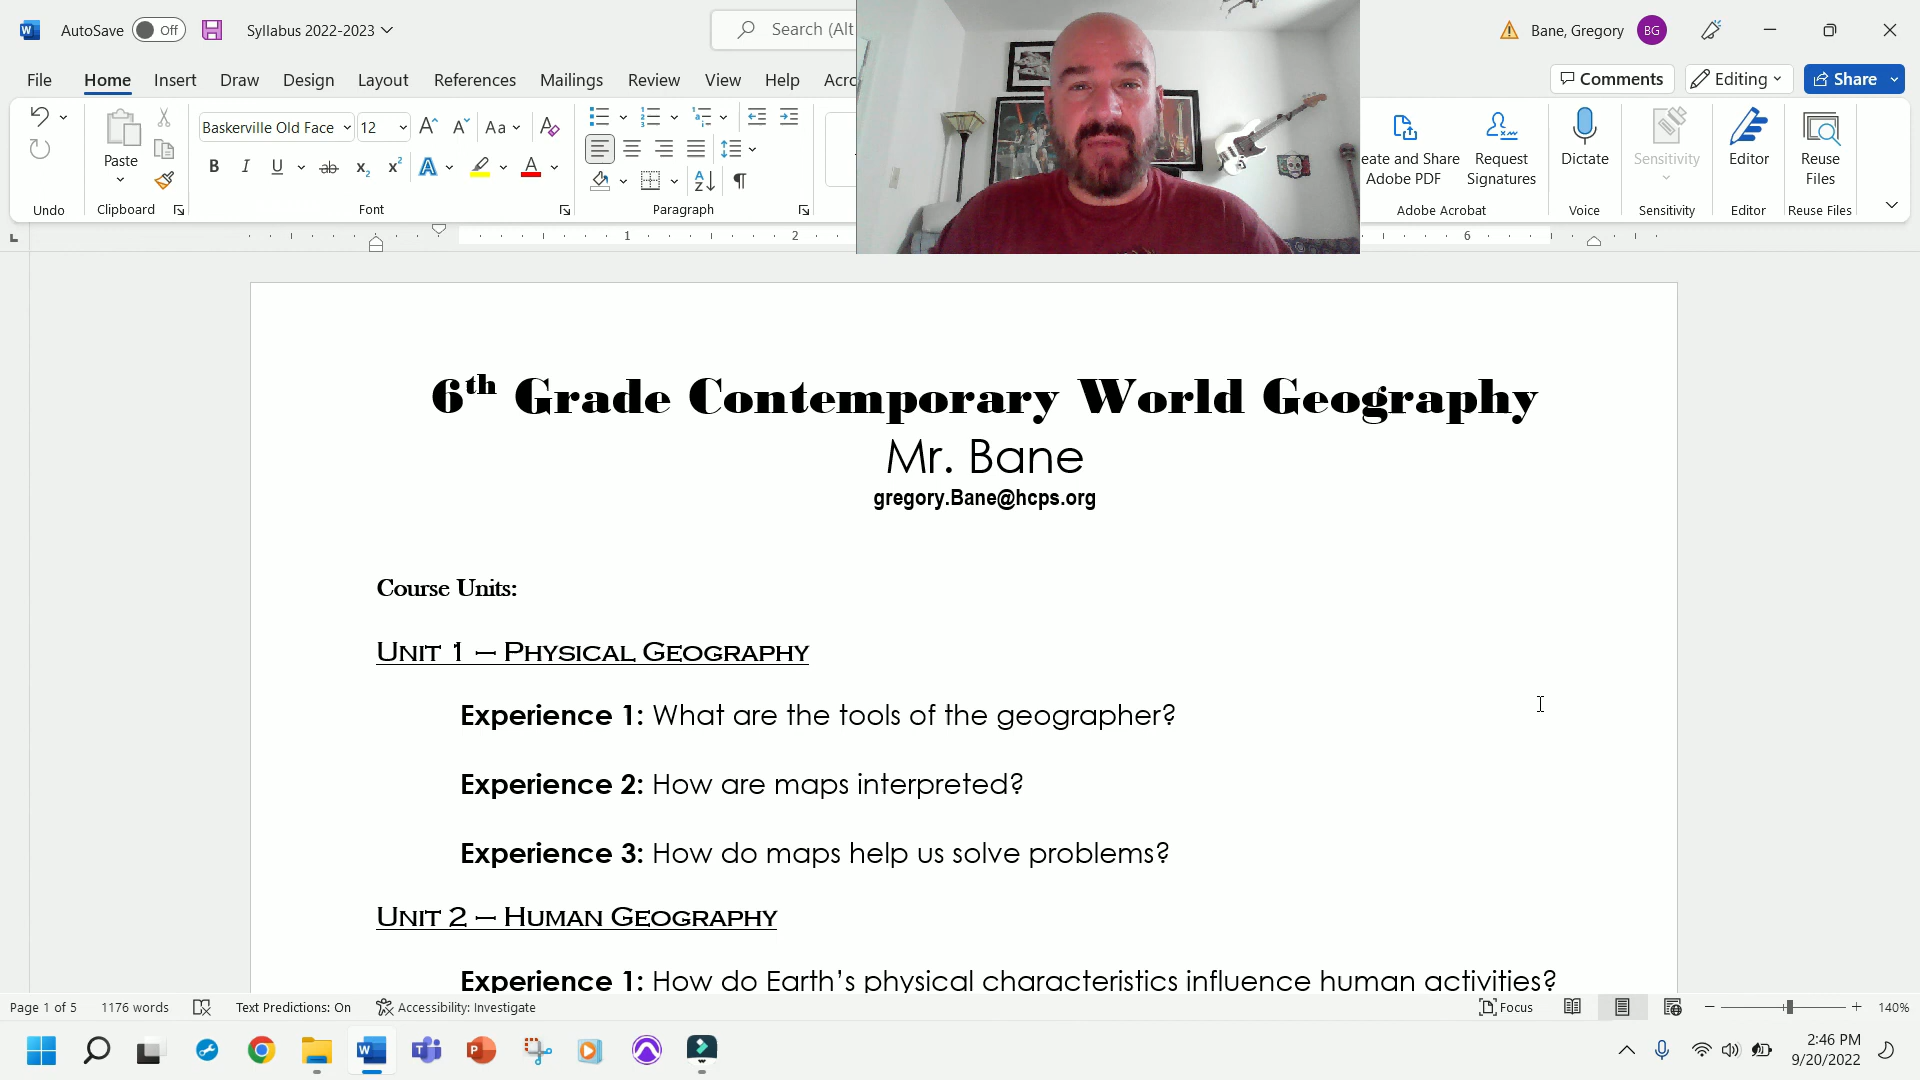 AutoSave Off Syllabus 2022-2023 Search (Alt Bane, Gregory BG
File Home Insert Draw Design Layout References Mailings Review View Help Acro Comments Editing Share
Baskerville Old Face 12 Aa
Paste B I U ab x2 x2 A A
eate and Share Adobe PDF
Request Signatures
Dictate
Sensitivity
Editor
Reuse Files
Undo Clipboard Font Paragraph Adobe Acrobat Voice Sensitivity Editor Reuse Files
1 2 6
6th Grade Contemporary World Geography
Mr. Bane
gregory.Bane@hcps.org
Course Units:
Unit 1 – Physical Geography
Experience 1: What are the tools of the geographer?
Experience 2: How are maps interpreted?
Experience 3: How do maps help us solve problems?
Unit 2 – Human Geography
Experience 1: How do Earth’s physical characteristics influence human activities?
Page 1 of 5 1176 words Text Predictions: On Accessibility: Investigate Focus 140%
2:46 PM
9/20/2022